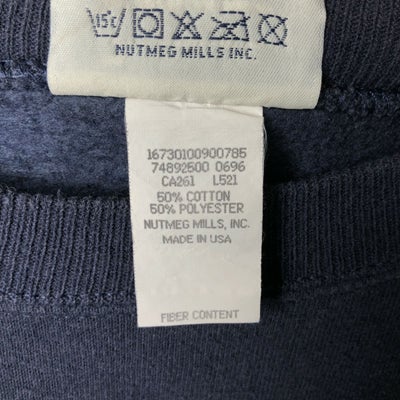 15°C
NUTMEG MILLS INC.
16730100900785
74892500 0696
CA261 L521
50% COTTON
50% POLYESTER
NUTMEG MILLS, INC.
MADE IN USA
FIBER CONTENT